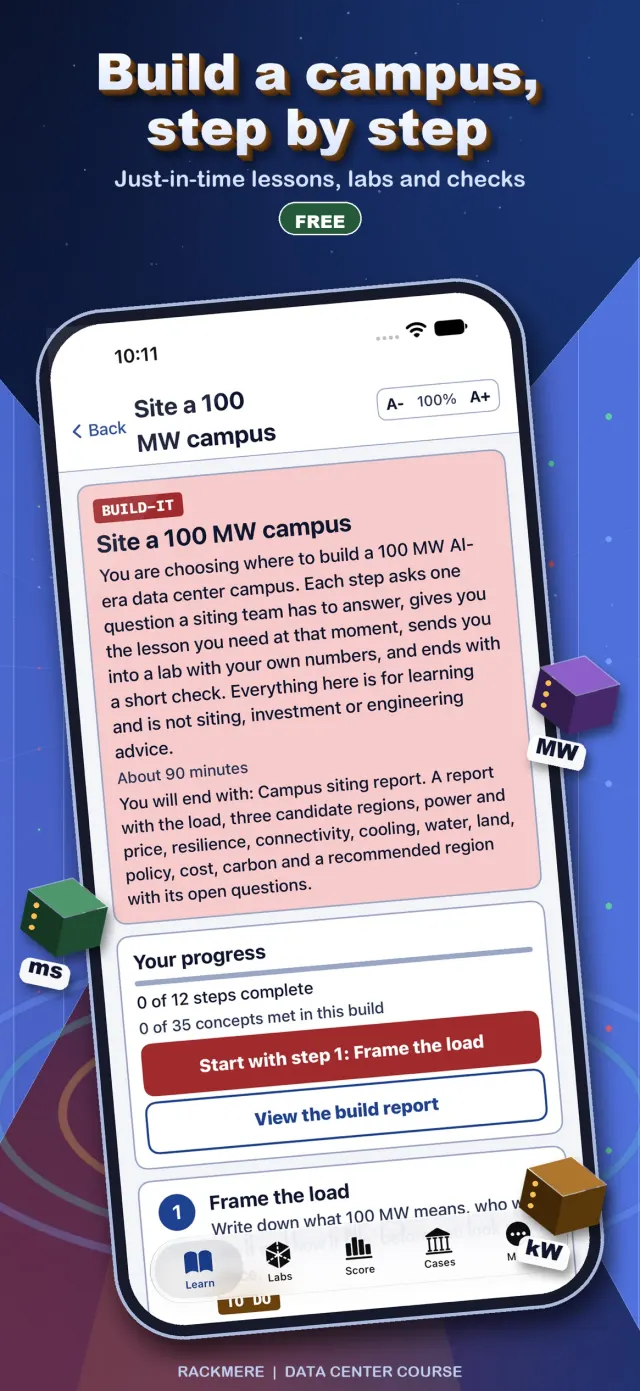 Build a campus,
step by step
Just-in-time lessons, labs and checks
FREE
10:11
Back
Site a 100
MW campus
A- 100% A+
BUILD-IT
Site a 100 MW campus
You are choosing where to build a 100 MW AI-
era data center campus. Each step asks one
question a siting team has to answer, gives you
the lesson you need at that moment, sends you
into a lab with your own numbers, and ends with
a short check. Everything here is for learning
and is not siting, investment or engineering
advice.
About 90 minutes
You will end with: Campus siting report. A report
with the load, three candidate regions, power and
price, resilience, connectivity, cooling, water, land,
policy, cost, carbon and a recommended region
with its open questions.
MW
ms
Your progress
0 of 12 steps complete
0 of 35 concepts met in this build
Start with step 1: Frame the load
View the build report
1
Frame the load
Write down what 100 MW means, who
Learn
Labs
Score
Cases
M
kW
TO DO
RACKMERE | DATA CENTER COURSE